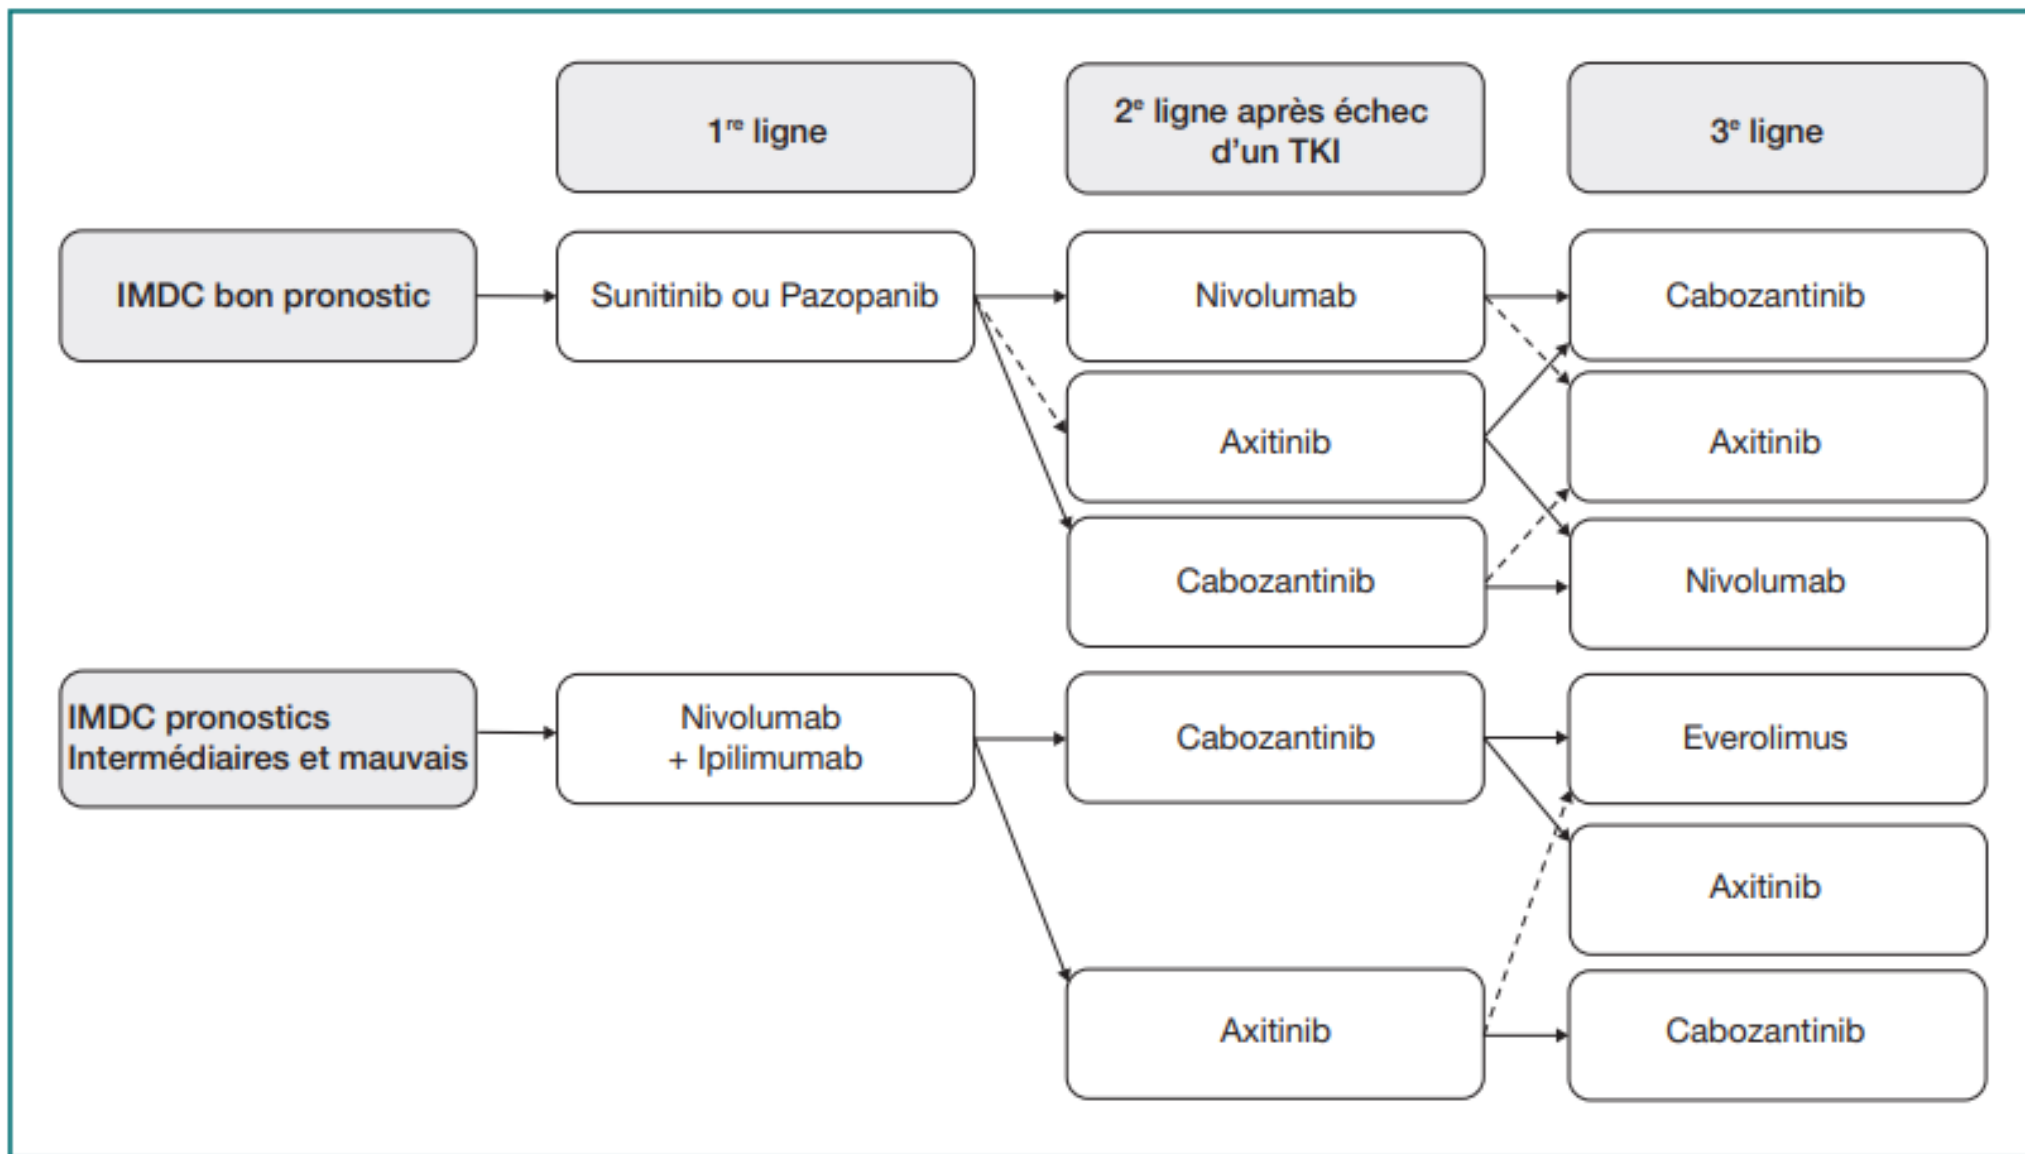 1re ligne
2e ligne après échec
d'un TKI
3e ligne
IMDC bon pronostic
Sunitinib ou Pazopanib
Nivolumab
Cabozantinib
Axitinib
Axitinib
Cabozantinib
Nivolumab
IMDC pronostics
Intermédiaires et mauvais
Nivolumab
+ Ipilimumab
Cabozantinib
Everolimus
Axitinib
Axitinib
Cabozantinib